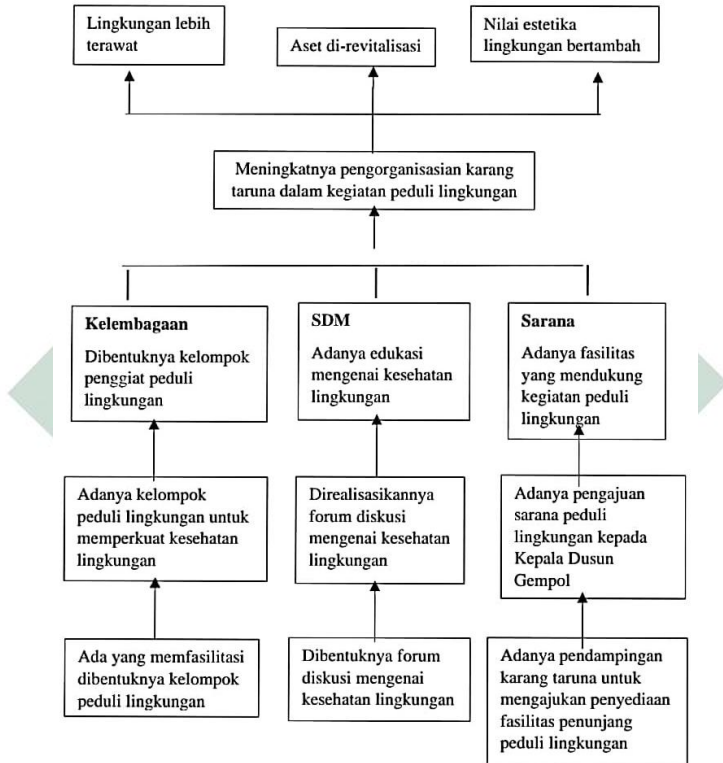 Lingkungan lebih
terawat
Aset di-revitalisasi
Nilai estetika
lingkungan bertambah
Meningkatnya pengorganisasian karang
taruna dalam kegiatan peduli lingkungan
Kelembagaan
Dibentuknya kelompok
penggiat peduli
lingkungan
SDM
Adanya edukasi
mengenai kesehatan
lingkungan
Sarana
Adanya fasilitas
yang mendukung
kegiatan peduli
lingkungan
Adanya kelompok
peduli lingkungan untuk
memperkuat kesehatan
lingkungan
Direalisasikannya
forum diskusi
mengenai kesehatan
lingkungan
Adanya pengajuan
sarana peduli
lingkungan kepada
Kepala Dusun
Gempol
Ada yang memfasilitasi
dibentuknya kelompok
peduli lingkungan
Dibentuknya forum
diskusi mengenai
kesehatan lingkungan
Adanya pendampingan
karang taruna untuk
mengajukan penyediaan
fasilitas penunjang
peduli lingkungan